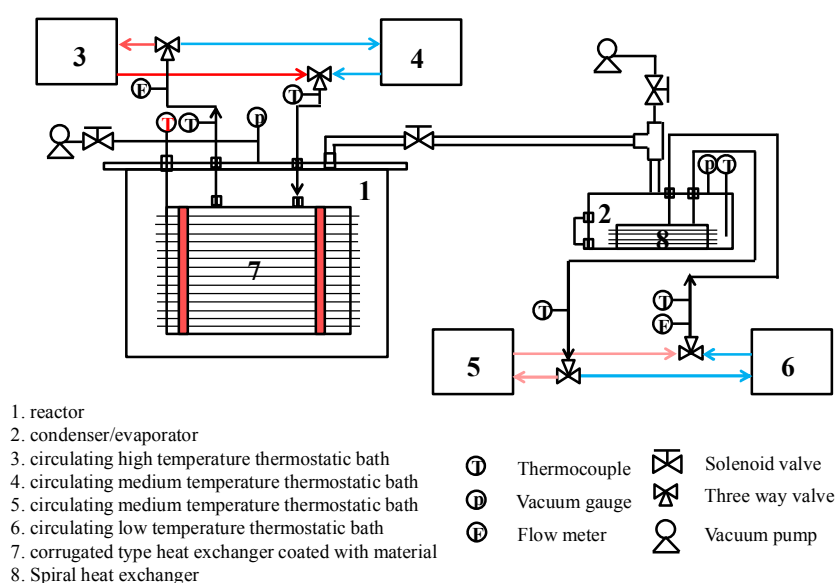 3
4
F
T
T
T
p
1
7
p
T
2
8
T
T
F
5
6
1. reactor
2. condenser/evaporator
3. circulating high temperature thermostatic bath
4. circulating medium temperature thermostatic bath
5. circulating medium temperature thermostatic bath
6. circulating low temperature thermostatic bath
7. corrugated type heat exchanger coated with material
8. Spiral heat exchanger
T Thermocouple
p Vacuum gauge
F Flow meter
Solenoid valve
Three way valve
Vacuum pump